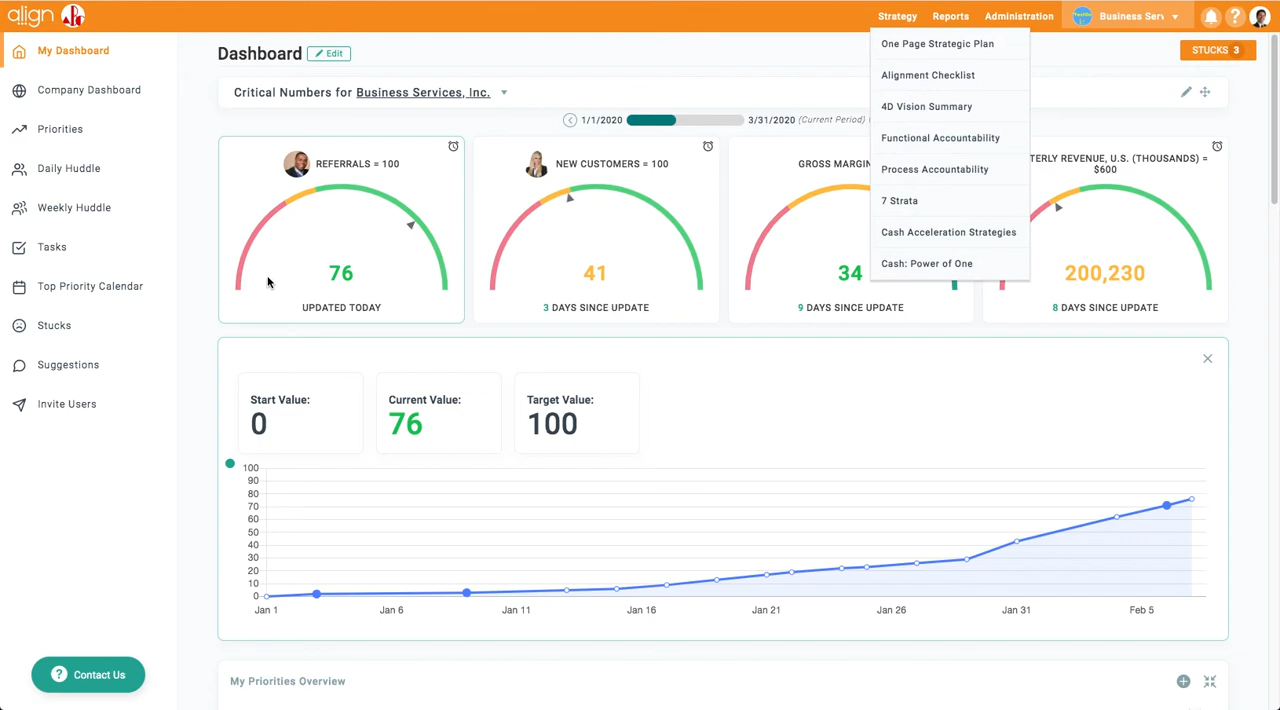 align
Strategy
Reports
Administration
Business Serv
My Dashboard
Company Dashboard
Priorities
Daily Huddle
Weekly Huddle
Tasks
Top Priority Calendar
Stucks
Suggestions
Invite Users
Contact Us
Dashboard
Edit
STUCKS 3
One Page Strategic Plan
Alignment Checklist
4D Vision Summary
Functional Accountability
Process Accountability
7 Strata
Cash Acceleration Strategies
Cash: Power of One
Critical Numbers for Business Services, Inc.
1/1/2020
3/31/2020 (Current Period)
REFERRALS = 100
76
UPDATED TODAY
NEW CUSTOMERS = 100
41
3 DAYS SINCE UPDATE
GROSS MARGIN
34
9 DAYS SINCE UPDATE
TERLY REVENUE, U.S. (THOUSANDS) =
$600
200,230
8 DAYS SINCE UPDATE
Start Value:
0
Current Value:
76
Target Value:
100
100
90
80
70
60
50
40
30
20
10
0
Jan 1
Jan 6
Jan 11
Jan 16
Jan 21
Jan 26
Jan 31
Feb 5
My Priorities Overview